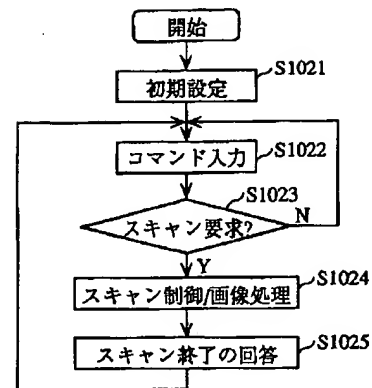 開始
初期設定
S1021
コマンド入力
S1022
スキャン要求?
S1023
N
Y
スキャン制御/画像処理
S1024
スキャン終了の回答
S1025